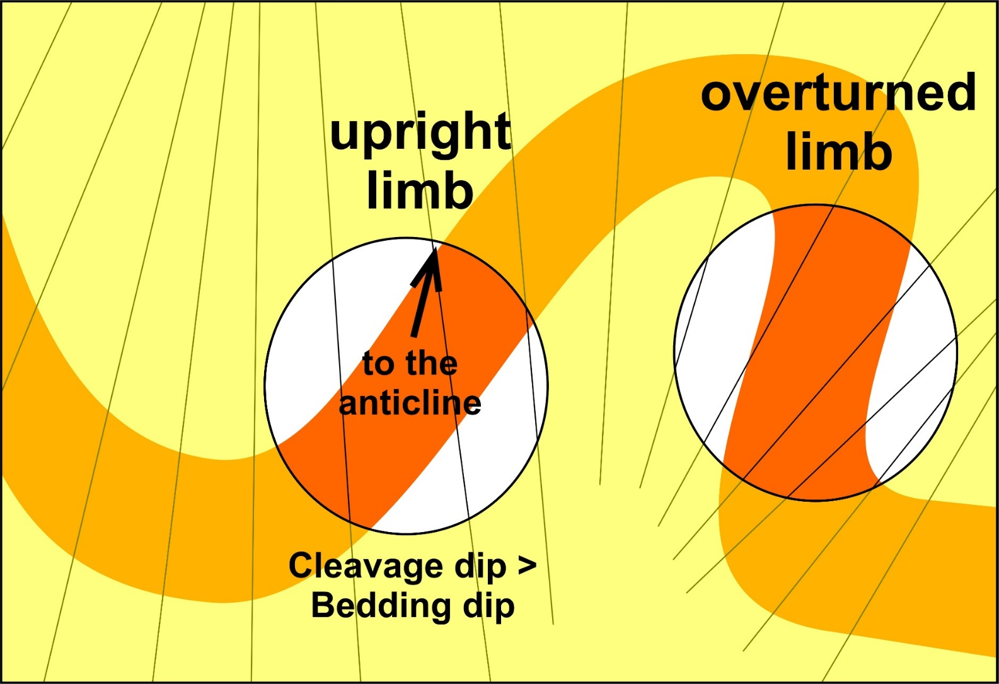 upright
limb
overturned
limb
to the
anticline
Cleavage dip >
Bedding dip